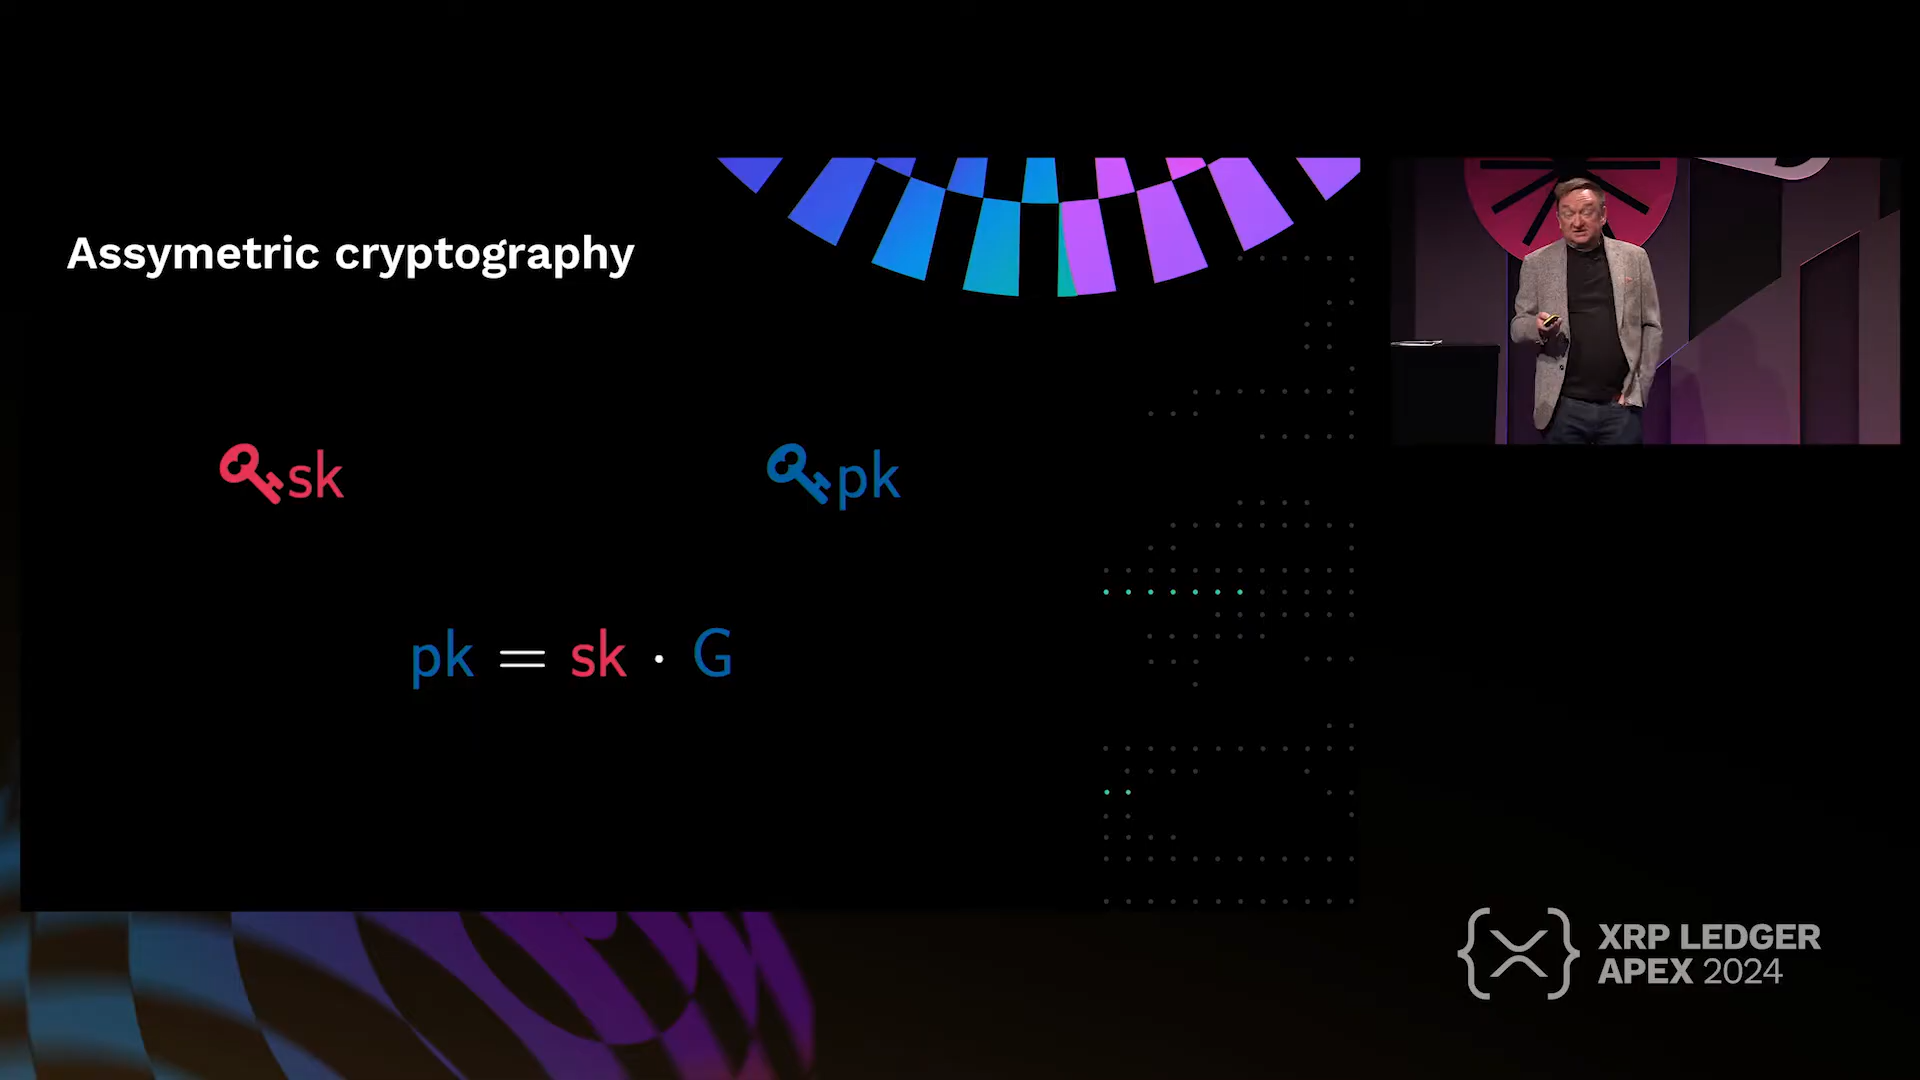 Assymetric cryptography
sk
pk
pk = sk · G
XRP LEDGER
APEX 2024